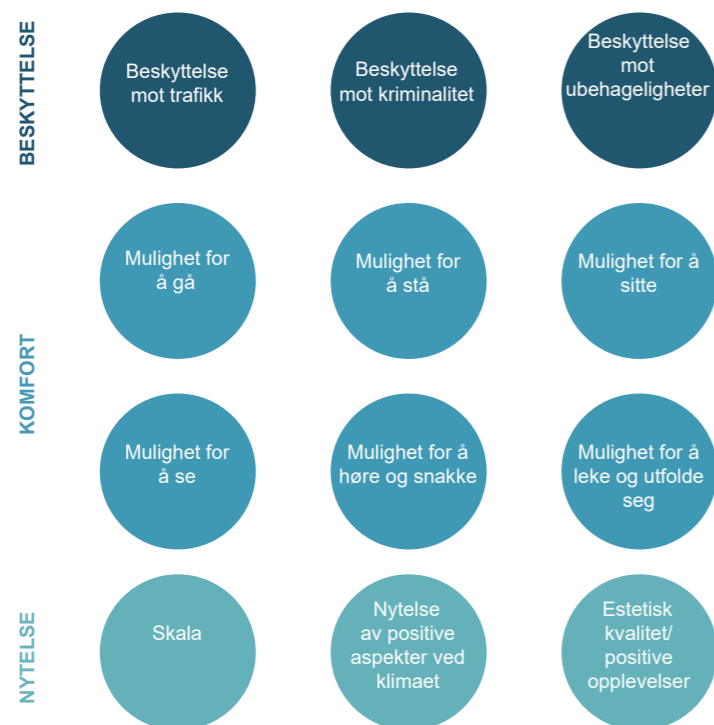 BESKYTTELSE
Beskyttelse
mot trafikk
Beskyttelse
mot kriminalitet
Beskyttelse
mot
ubehageligheter
KOMFORT
Mulighet for
å gå
Mulighet for
å stå
Mulighet for å
sitte
Mulighet for
å se
Mulighet for å
høre og snakke
Mulighet for å
leke og utfolde
seg
NYTELSE
Skala
Nytelse
av positive
aspekter ved
klimaet
Estetisk
kvalitet/
positive
opplevelser